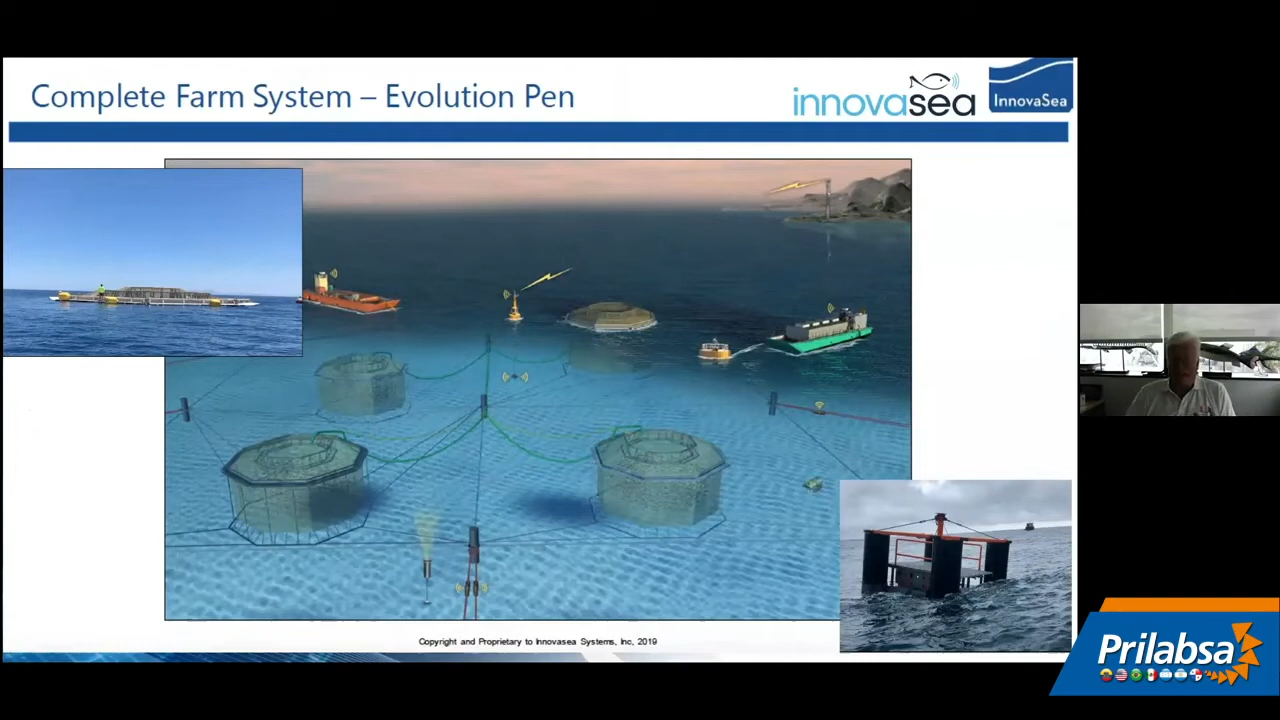 Complete Farm System – Evolution Pen
innovasea
InnovaSea
Copyright and Proprietary to Innovasea Systems, Inc, 2019
Prilabsa